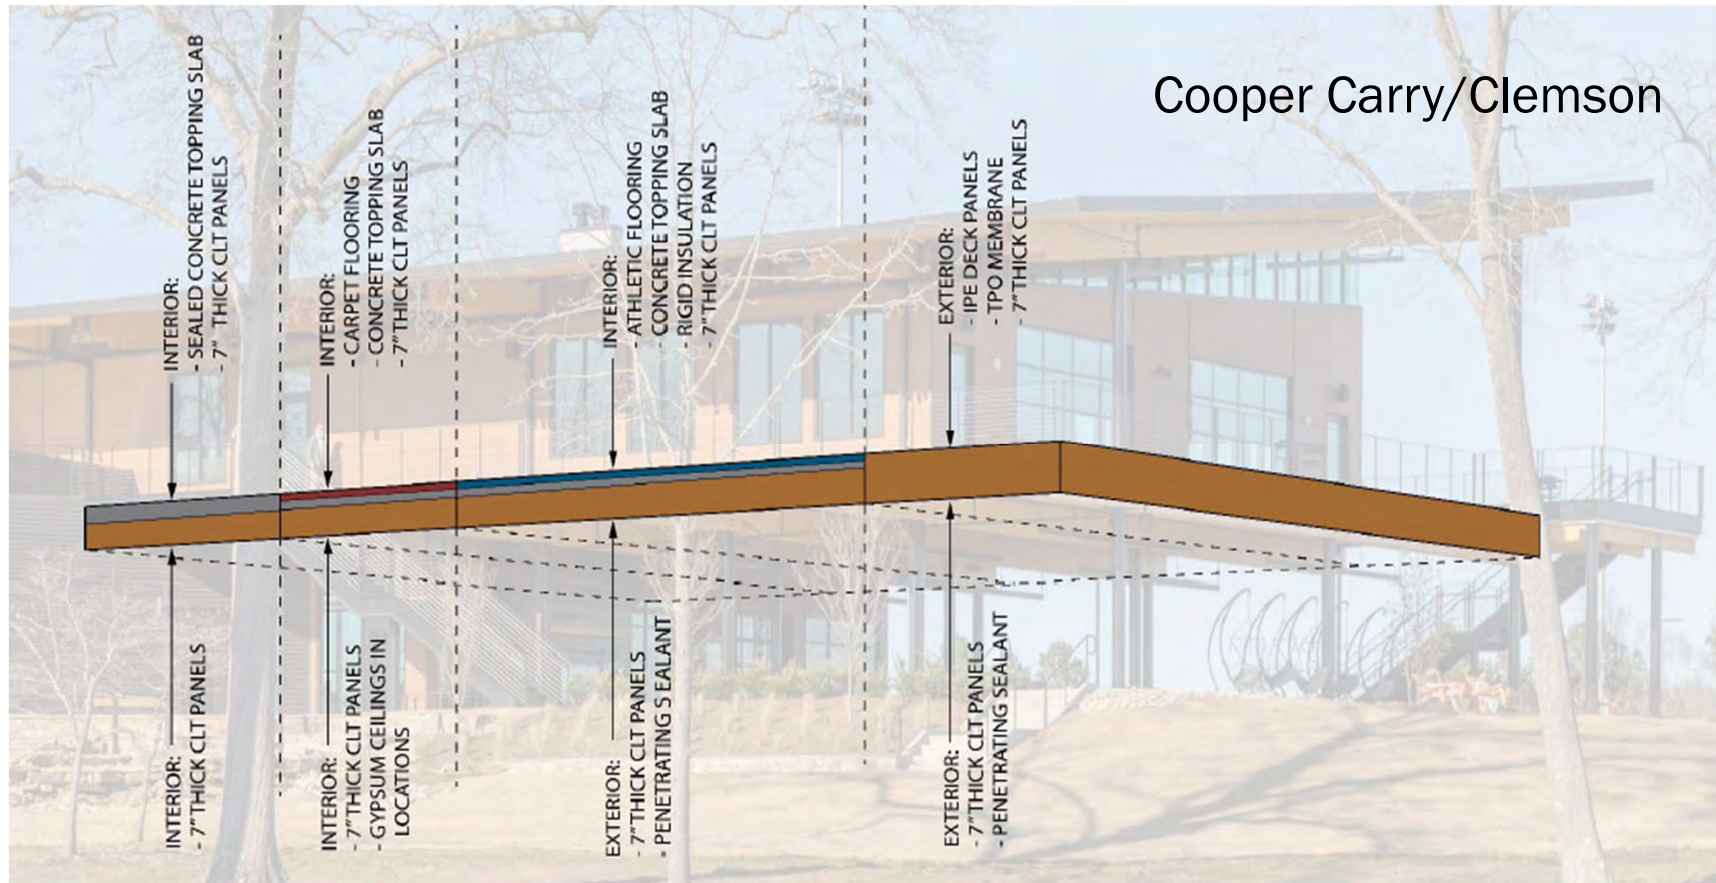 Cooper Carry/Clemson
INTERIOR:
- SEALED CONCRETE TOPPING SLAB
- 7" THICK CLT PANELS
INTERIOR:
- CARPET FLOORING
- CONCRETE TOPPING SLAB
- 7" THICK CLT PANELS
INTERIOR:
- ATHLETIC FLOORING
- CONCRETE TOPPING SLAB
- RIGID INSULATION
- 7" THICK CLT PANELS
EXTERIOR:
- IPE DECK PANELS
- TPO MEMBRANE
- 7" THICK CLT PANELS
INTERIOR:
- 7" THICK CLT PANELS
INTERIOR:
- 7" THICK CLT PANELS
- GYPSUM CEILINGS IN
LOCATIONS
EXTERIOR:
- 7" THICK CLT PANELS
- PENETRATING S EALANT
EXTERIOR:
- 7" THICK CLT PANELS
- PENETRATING SEALANT